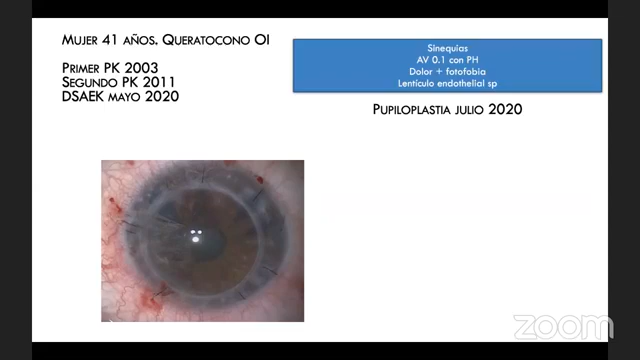 Mujer 41 años. Queratocono OI
Primer PK 2003
Segundo PK 2011
DSAEK mayo 2020
Sinequias
AV 0.1 con PH
Dolor + fotofobia
Lentículo endothelial sp
Pupiloplastia julio 2020
zoom